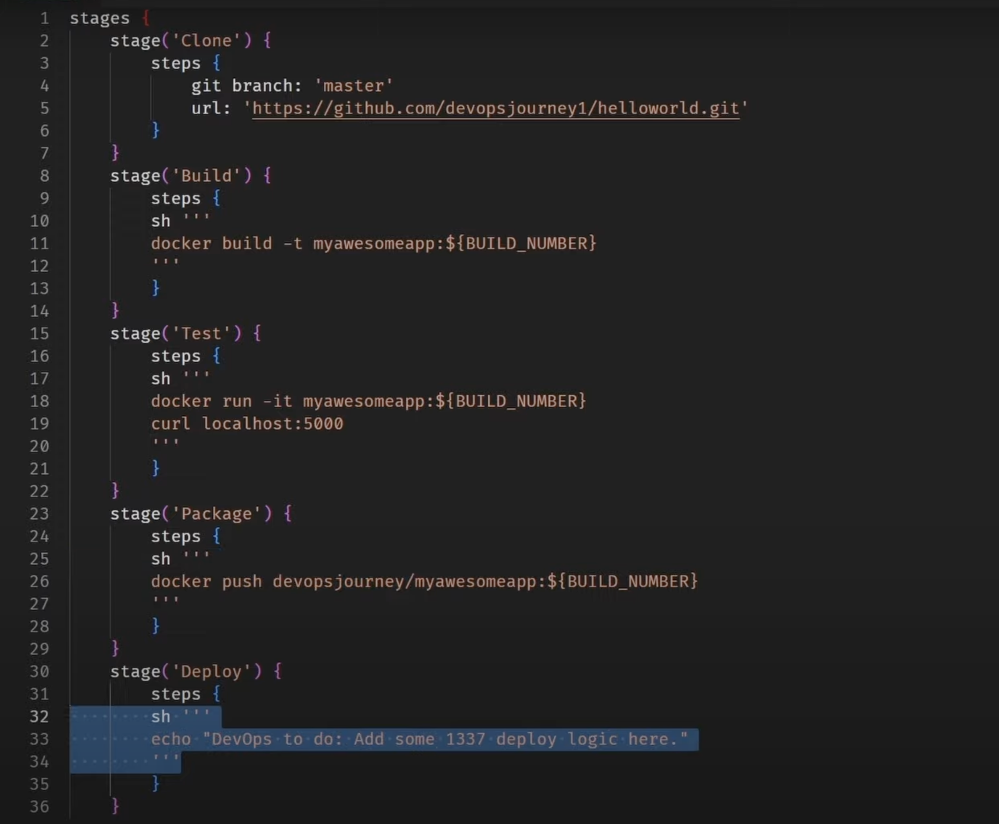 1 stages {
2 stage('Clone') {
3 steps {
4 git branch: 'master'
5 url: 'https://github.com/devopsjourney1/helloworld.git'
6 }
7 }
8 stage('Build') {
9 steps {
10 sh '''
11 docker build -t myawesomeapp:${BUILD_NUMBER}
12 '''
13 }
14 }
15 stage('Test') {
16 steps {
17 sh '''
18 docker run -it myawesomeapp:${BUILD_NUMBER}
19 curl localhost:5000
20 '''
21 }
22 }
23 stage('Package') {
24 steps {
25 sh '''
26 docker push devopsjourney/myawesomeapp:${BUILD_NUMBER}
27 '''
28 }
29 }
30 stage('Deploy') {
31 steps {
32 sh '''
33 echo "DevOps to do: Add some 1337 deploy logic here."
34 '''
35 }
36 }